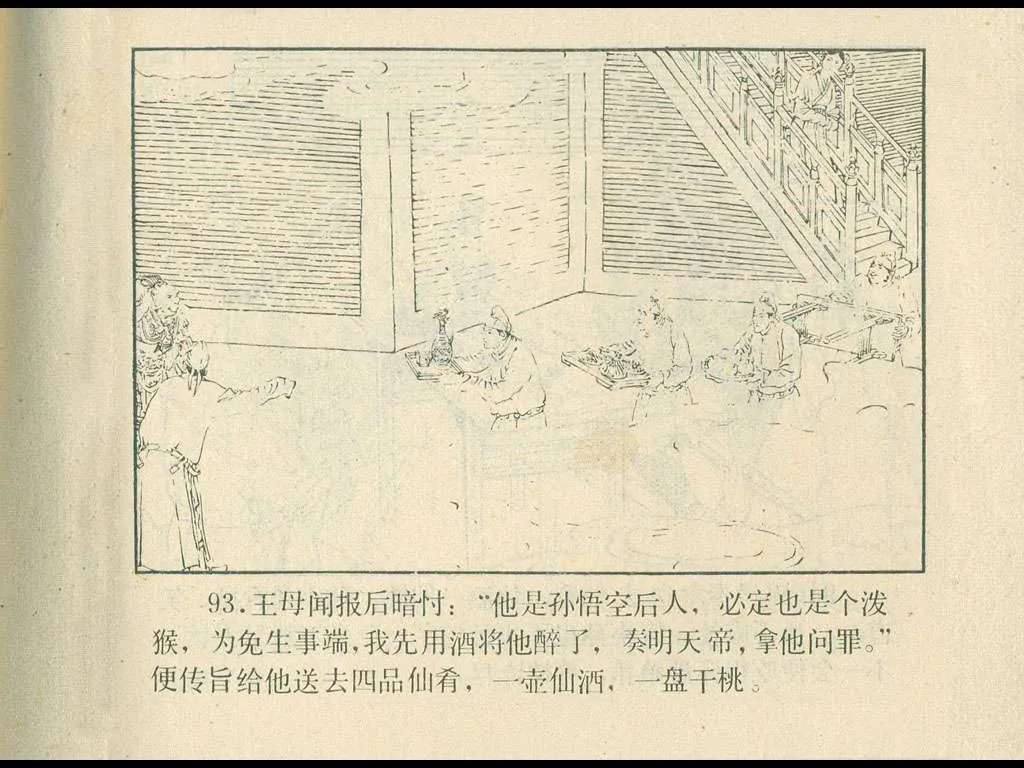 93.王母闻报后暗忖：“他是孙悟空后人，必定也是个泼
猴，为免生事端，我先用酒将他醉了，奏明天帝，拿他问罪。”
便传旨给他送去四品仙肴，一壶仙酒，一盘干桃。